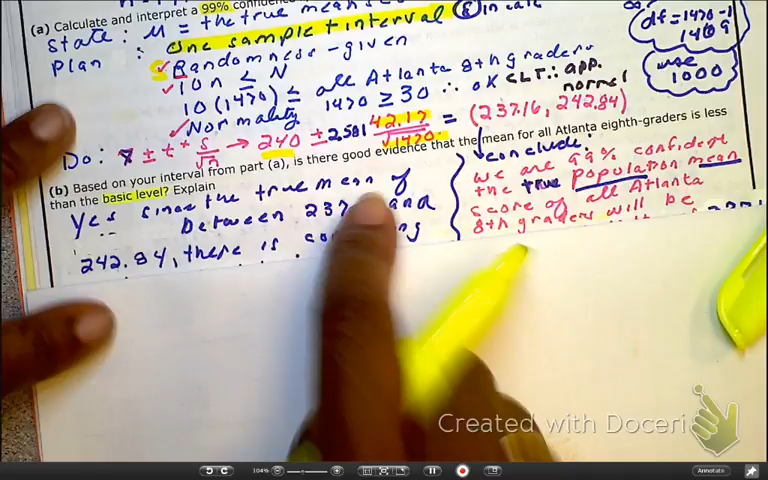 (a) Calculate and interpret a 99% confidence
State: μ = the true mean
one sample t interval
8 in calc
Plan: Randomness - given
10n ≤ N
10(1470) ≤ all Atlanta 8th graders
Normality 1470 ≥ 30 ∴ OK CLT: app. normal
df = 1470 - 1
1469
use
1000
Do: x ± t* s/√n → 240 ± 2.581 42.17/√1470 = (237.16, 242.84)
(b) Based on your interval from part (a), is there good evidence that the mean for all Atlanta eighth-graders is less
than the basic level? Explain
Yes since the true mean of
between 237. and
242.84, there is
conclude:
we are 99% confident
the true population mean
score of all Atlanta
8th graders will be
Created with Doceri
104%
Annotate